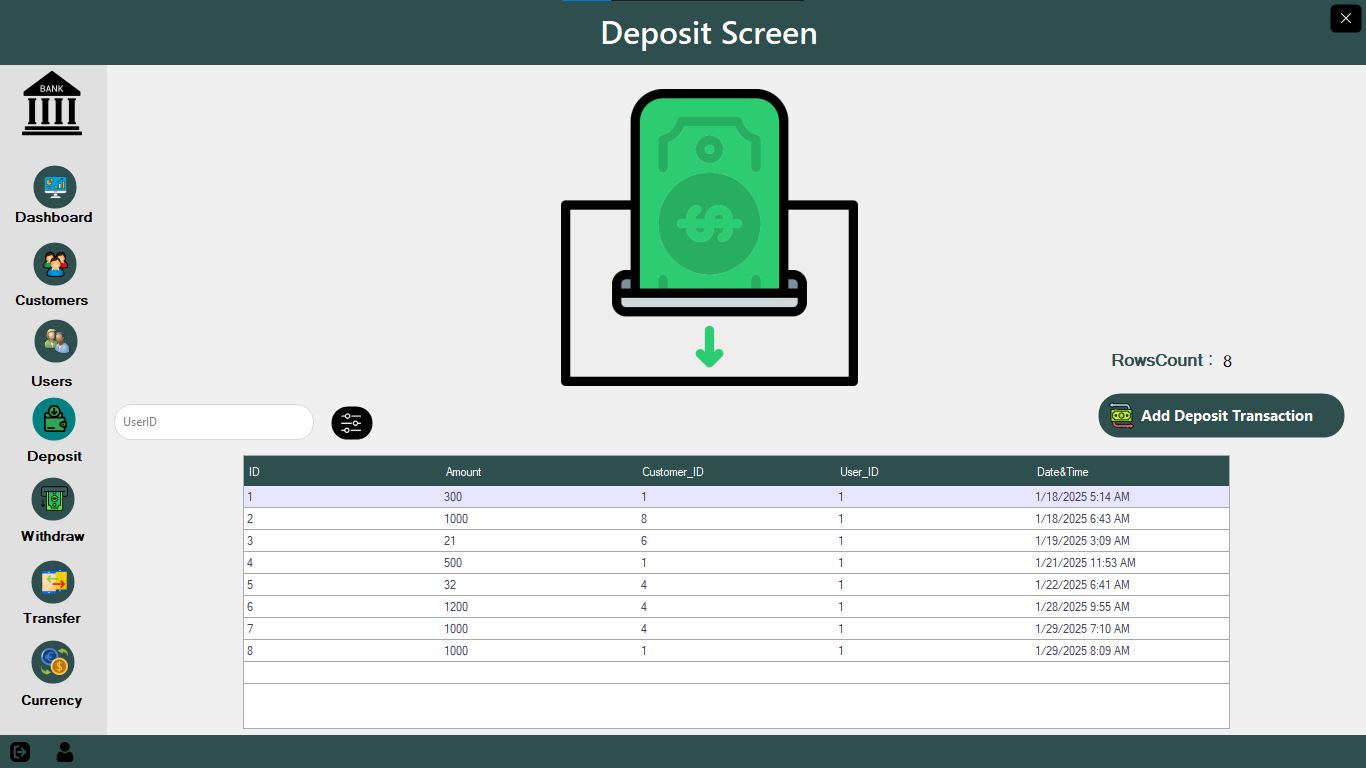 Deposit Screen
BANK
Dashboard
Customers
Users
Deposit
Withdraw
Transfer
Currency
RowsCount : 8
UserID
Add Deposit Transaction
ID Amount Customer_ID User_ID Date&Time
1 300 1 1 1/18/2025 5:14 AM
2 1000 8 1 1/18/2025 6:43 AM
3 21 6 1 1/19/2025 3:09 AM
4 500 1 1 1/21/2025 11:53 AM
5 32 4 1 1/22/2025 6:41 AM
6 1200 4 1 1/28/2025 9:55 AM
7 1000 4 1 1/29/2025 7:10 AM
8 1000 1 1 1/29/2025 8:09 AM